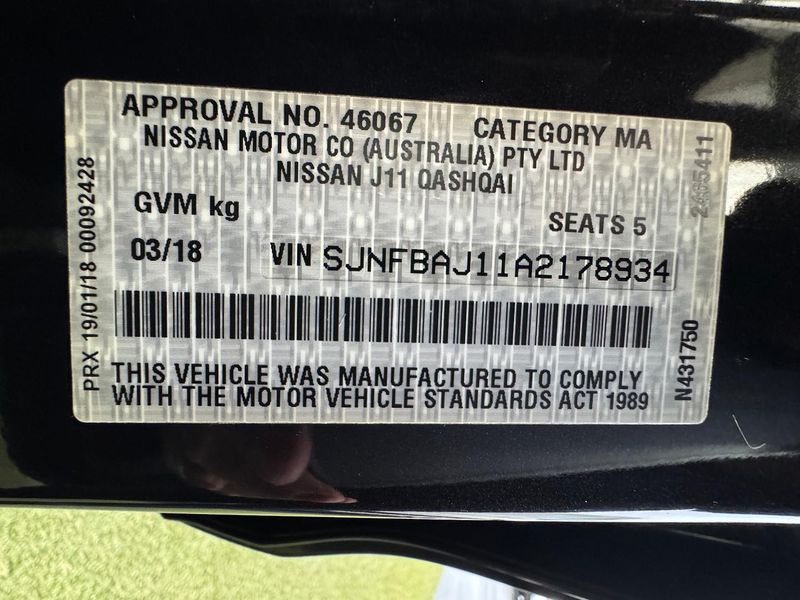 APPROVAL NO. 46067 CATEGORY MA
NISSAN MOTOR CO (AUSTRALIA) PTY LTD
NISSAN J11 QASHQAI
GVM kg SEATS 5
03/18 VIN SJNFBAJ11A2178934
THIS VEHICLE WAS MANUFACTURED TO COMPLY
WITH THE MOTOR VEHICLE STANDARDS ACT 1989
PRX 19/01/18 00092428
N431750